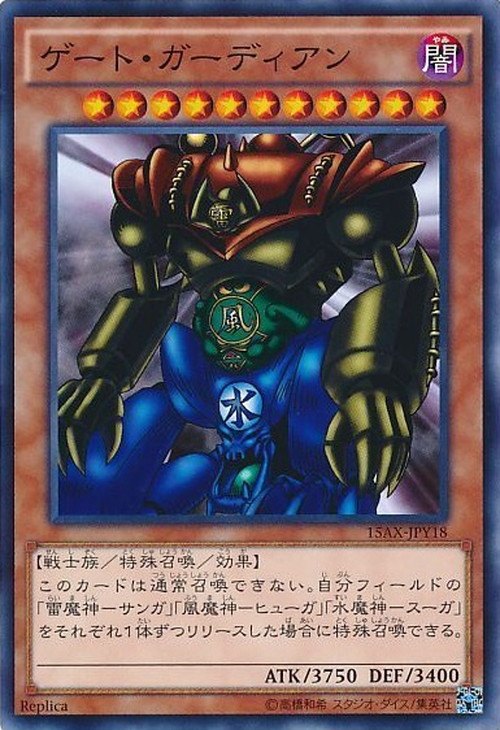 ゲート・ガーディアン
闇
雷
風
水
15AX-JPY18
【戦士族／特殊召喚／効果】
このカードは通常召喚できない。自分フィールドの
「雷魔神－サンガ」「風魔神－ヒューガ」「水魔神－スーガ」
をそれぞれ１体ずつリリースした場合に特殊召喚できる。
ATK/3750 DEF/3400
Replica
©高橋和希 スタジオ・ダイス/集英社